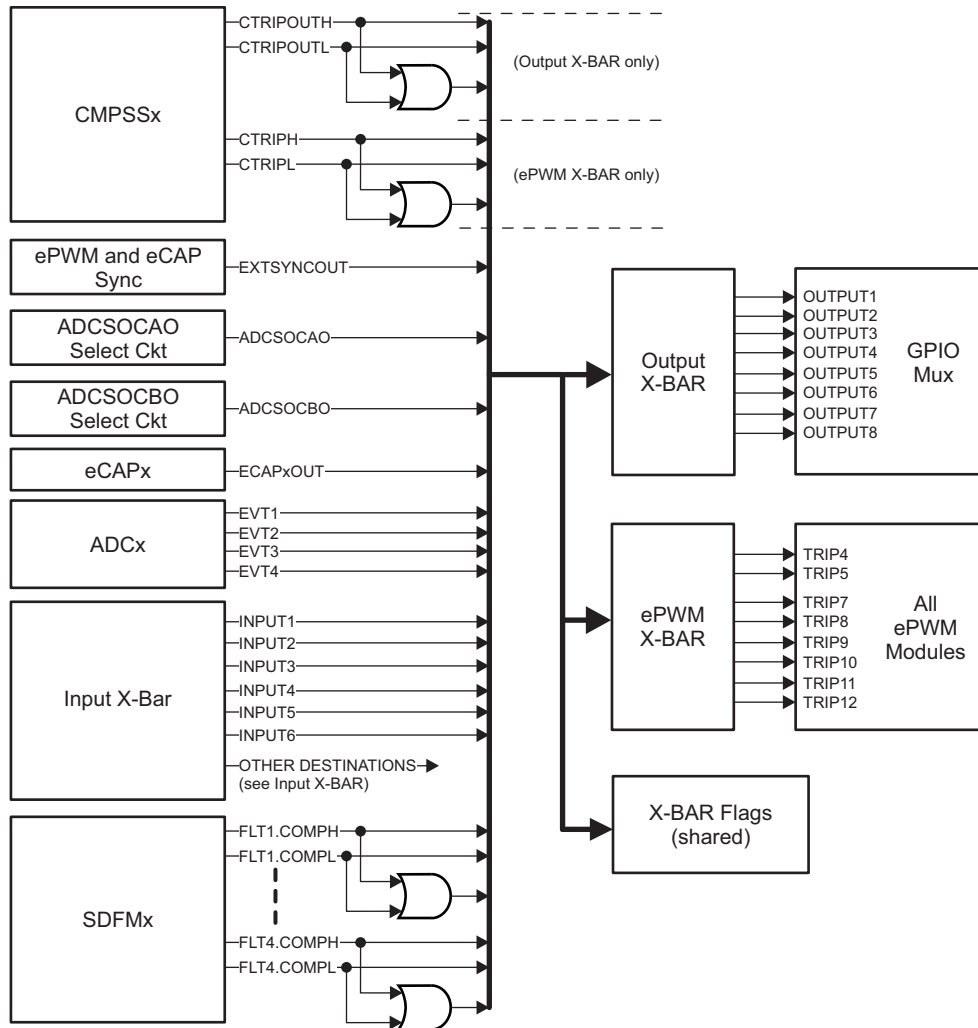 CMPSSx
CTRIPOUTH
CTRIPOUTL
(Output X-BAR only)
CTRIPH
CTRIPL
(ePWM X-BAR only)
ePWM and eCAP
Sync
EXTSYNCOUT
ADCSOCAO
Select Ckt
ADCSOCAO
ADCSOCBO
Select Ckt
ADCSOCBO
eCAPx
ECAPxOUT
ADCx
EVT1
EVT2
EVT3
EVT4
Input X-Bar
INPUT1
INPUT2
INPUT3
INPUT4
INPUT5
INPUT6
OTHER DESTINATIONS
(see Input X-BAR)
SDFMx
FLT1.COMPH
FLT1.COMPL
FLT4.COMPH
FLT4.COMPL
Output
X-BAR
OUTPUT1
OUTPUT2
OUTPUT3
OUTPUT4
OUTPUT5
OUTPUT6
OUTPUT7
OUTPUT8
GPIO
Mux
ePWM
X-BAR
TRIP4
TRIP5
TRIP7
TRIP8
TRIP9
TRIP10
TRIP11
TRIP12
All
ePWM
Modules
X-BAR Flags
(shared)